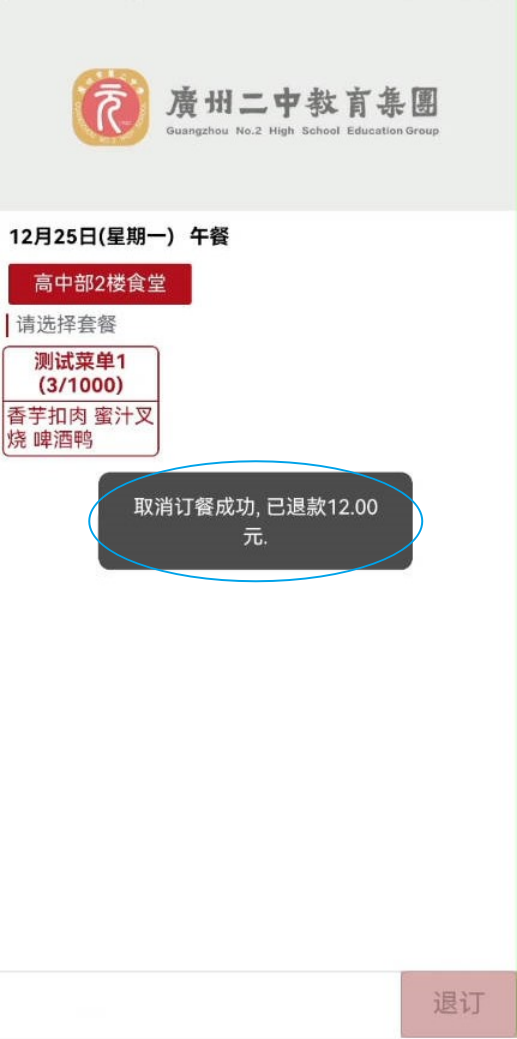 廣州二中教育集團
Guangzhou No.2 High School Education Group
12月25日(星期一) 午餐
高中部2楼食堂
请选择套餐
测试菜单1
(3/1000)
香芋扣肉 蜜汁叉
烧 啤酒鸭
取消订餐成功, 已退款12.00
元.
退订